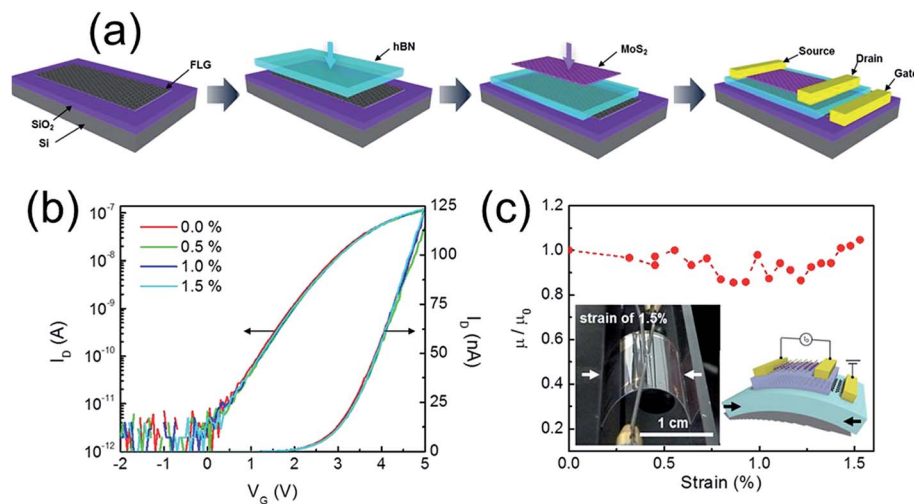 (a)
FLG
SiO2
Si
hBN
MoS2
Source
Drain
Gate
(b)
0.0 %
0.5 %
1.0 %
1.5 %
10-7
10-8
10-9
10-10
10-11
10-12
ID (A)
125
100
75
50
25
0
ID (nA)
-2 -1 0 1 2 3 4 5
VG (V)
(c)
1.2
1.0
0.8
0.6
0.4
0.2
μ / μ0
strain of 1.5%
1 cm
0.0 0.5 1.0 1.5
Strain (%)